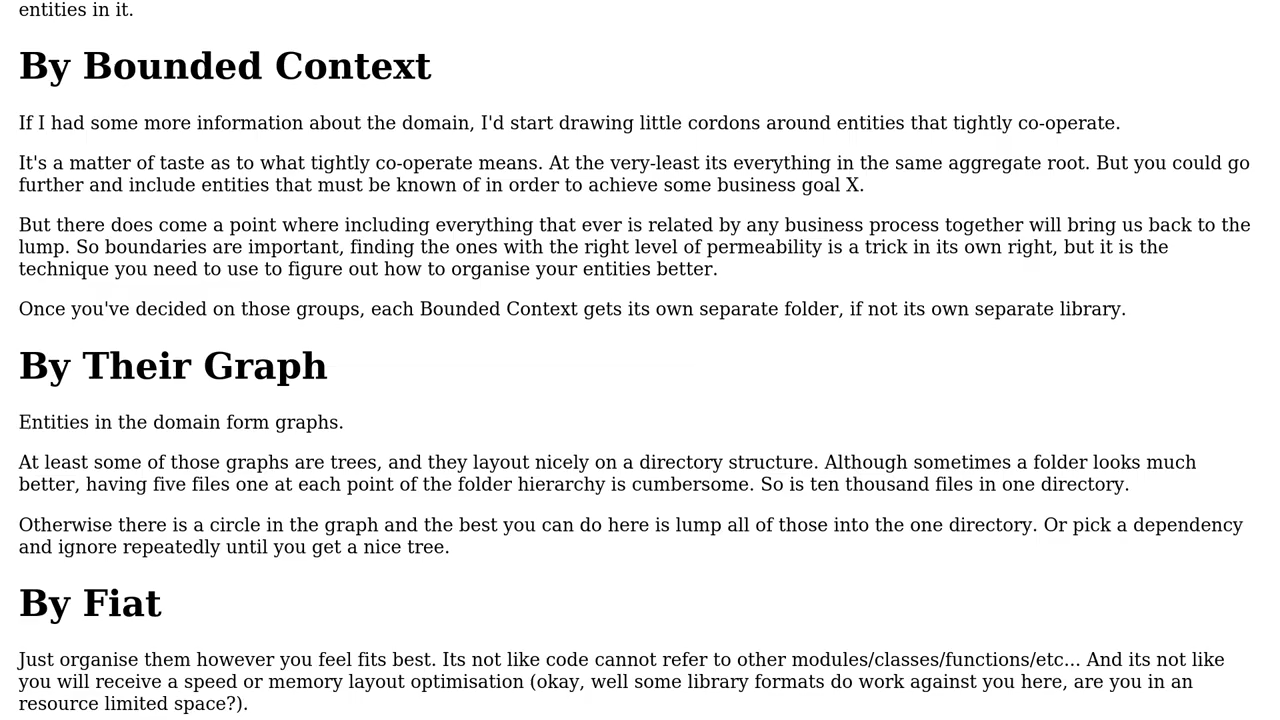 entities in it.
By Bounded Context
If I had some more information about the domain, I'd start drawing little cordons around entities that tightly co-operate.
It's a matter of taste as to what tightly co-operate means. At the very-least its everything in the same aggregate root. But you could go
further and include entities that must be known of in order to achieve some business goal X.
But there does come a point where including everything that ever is related by any business process together will bring us back to the
lump. So boundaries are important, finding the ones with the right level of permeability is a trick in its own right, but it is the
technique you need to use to figure out how to organise your entities better.
Once you've decided on those groups, each Bounded Context gets its own separate folder, if not its own separate library.
By Their Graph
Entities in the domain form graphs.
At least some of those graphs are trees, and they layout nicely on a directory structure. Although sometimes a folder looks much
better, having five files one at each point of the folder hierarchy is cumbersome. So is ten thousand files in one directory.
Otherwise there is a circle in the graph and the best you can do here is lump all of those into the one directory. Or pick a dependency
and ignore repeatedly until you get a nice tree.
By Fiat
Just organise them however you feel fits best. Its not like code cannot refer to other modules/classes/functions/etc... And its not like
you will receive a speed or memory layout optimisation (okay, well some library formats do work against you here, are you in an
resource limited space?).